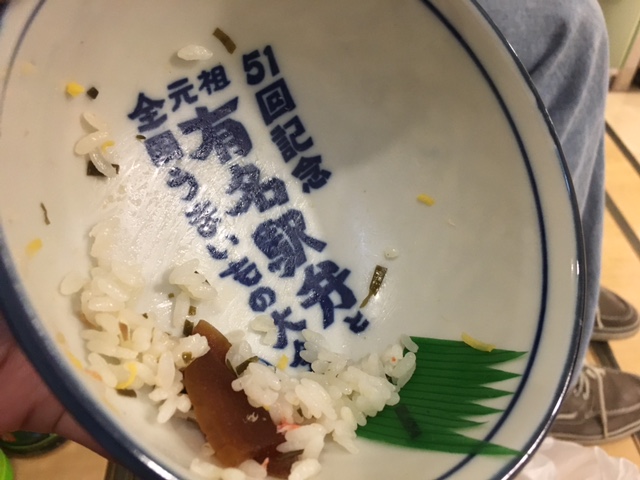 51回記念
元祖
有名駅弁と
全国うまいもの大